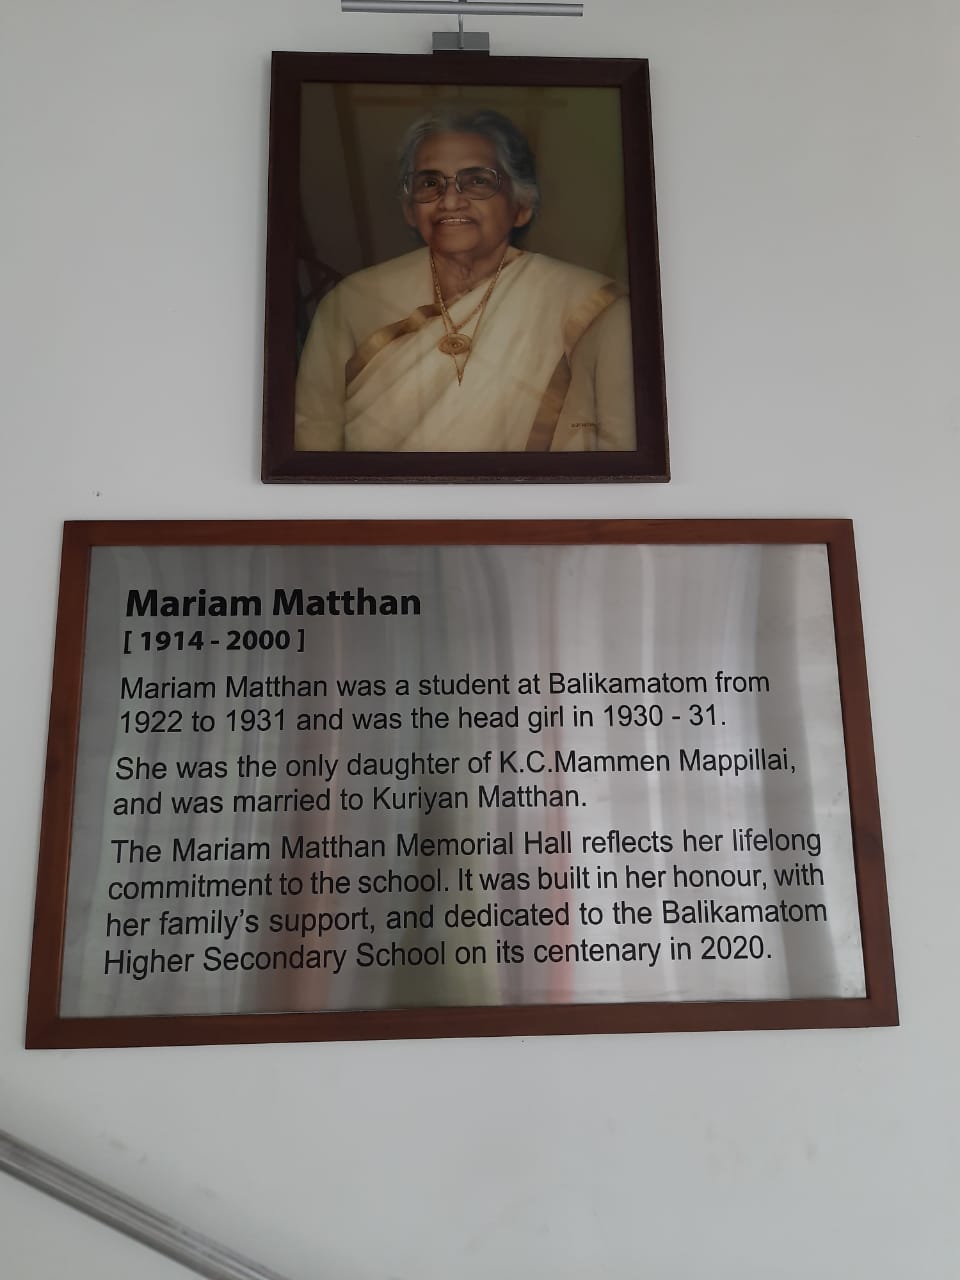 Mariam Matthan
[ 1914 - 2000 ]
Mariam Matthan was a student at Balikamatom from
1922 to 1931 and was the head girl in 1930 - 31.
She was the only daughter of K.C.Mammen Mappillai,
and was married to Kuriyan Matthan.
The Mariam Matthan Memorial Hall reflects her lifelong
commitment to the school. It was built in her honour, with
her family's support, and dedicated to the Balikamatom
Higher Secondary School on its centenary in 2020.